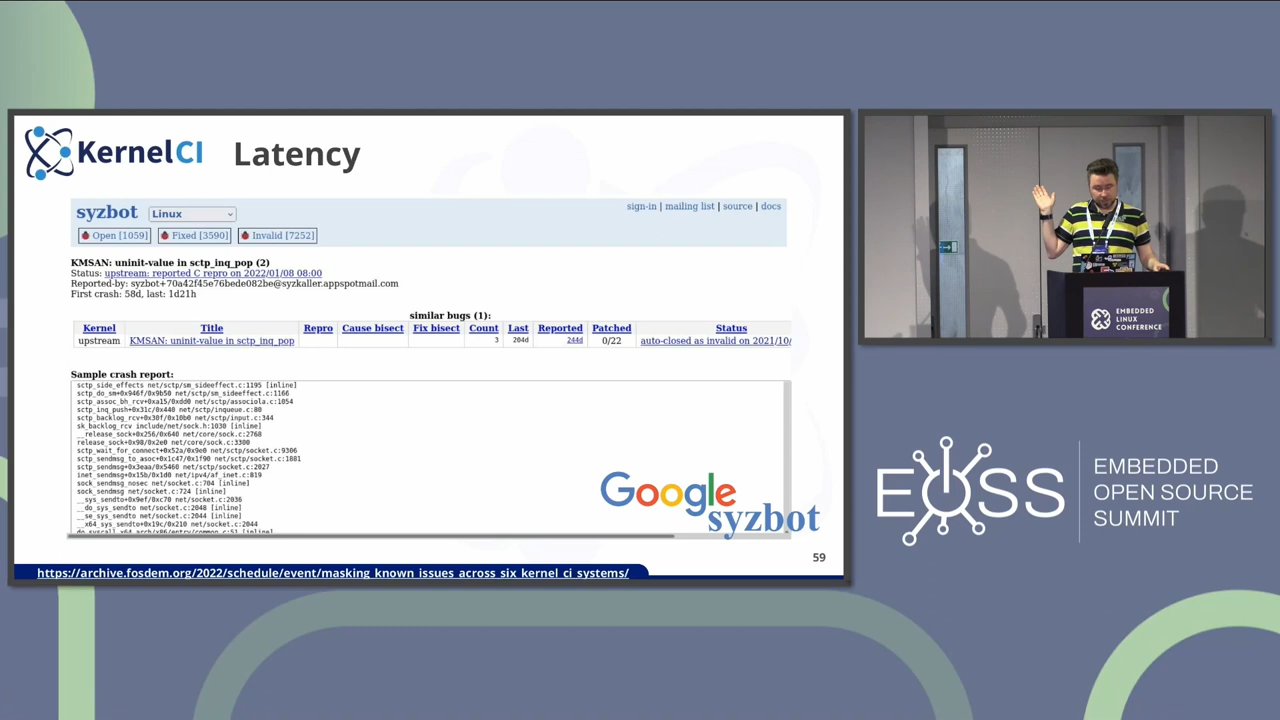 KernelCI Latency
syzbot Linux
sign-in | mailing list | source | docs
Open [1059] Fixed [3590] Invalid [7252]
KMSAN: uninit-value in sctp_inq_pop (2)
Status: upstream: reported C repro on 2022/01/08 08:00
Reported-by: syzbot+70a42f45e76bede082be@syzkaller.appspotmail.com
First crash: 58d, last: 1d21h
similar bugs (1):
Kernel Title Repro Cause bisect Fix bisect Count Last Reported Patched Status
upstream KMSAN: uninit-value in sctp_inq_pop 3 204d 244d 0/22 auto-closed as invalid on 2021/10/
Sample crash report:
sctp_side_effects net/sctp/sm_sideeffect.c:1195 [inline]
sctp_do_sm+0x946f/0x9b50 net/sctp/sm_sideeffect.c:1166
sctp_assoc_bh_rcv+0xa15/0xdd0 net/sctp/associola.c:1054
sctp_inq_push+0x31c/0x440 net/sctp/inqueue.c:80
sctp_backlog_rcv+0x30f/0x10b0 net/sctp/input.c:344
sk_backlog_rcv include/net/sock.h:1030 [inline]
__release_sock+0x256/0x640 net/core/sock.c:2768
release_sock+0x98/0x2e0 net/core/sock.c:3300
sctp_wait_for_connect+0x52a/0x9e0 net/sctp/socket.c:9306
sctp_sendmsg_to_asoc+0x1c47/0x1f90 net/sctp/socket.c:1881
sctp_sendmsg+0x3eaa/0x5460 net/sctp/socket.c:2027
inet_sendmsg+0x15b/0x1d0 net/ipv4/af_inet.c:819
sock_sendmsg_nosec net/socket.c:704 [inline]
sock_sendmsg net/socket.c:724 [inline]
__sys_sendto+0x9ef/0xc70 net/socket.c:2036
__do_sys_sendto net/socket.c:2048 [inline]
__se_sys_sendto net/socket.c:2044 [inline]
__x64_sys_sendto+0x19c/0x210 net/socket.c:2044
do_syscall_x64 arch/x86/entry/common.c:51 [inline]
Google
syzbot
59
https://archive.fosdem.org/2022/schedule/event/masking_known_issues_across_six_kernel_ci_systems/
EMBEDDED
LINUX
CONFERENCE
EOSS
EMBEDDED
OPEN SOURCE
SUMMIT